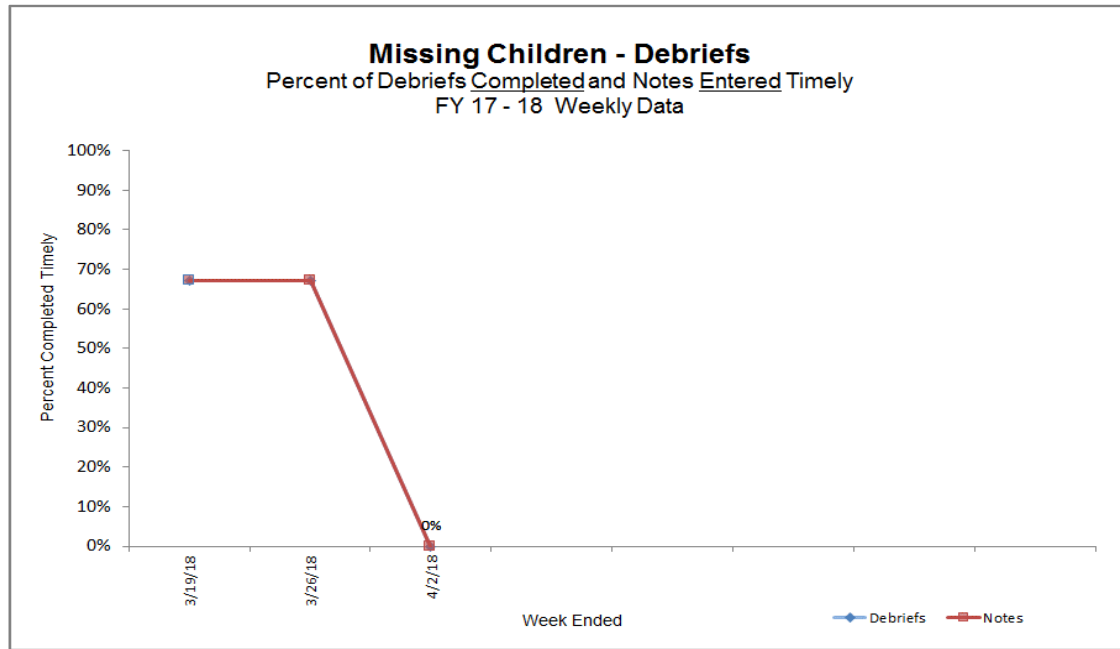 Missing Children - Debriefs
Percent of Debriefs Completed and Notes Entered Timely
FY 17 - 18 Weekly Data
100%
90%
80%
70%
60%
50%
40%
30%
20%
10%
0%
Percent Completed Timely
0%
3/19/18
3/26/18
4/2/18
Week Ended
Debriefs
Notes